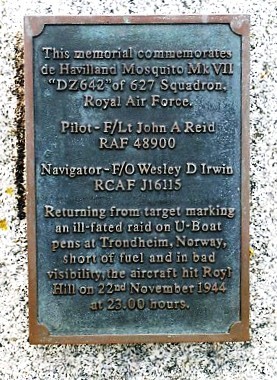 This memorial commemorates
de Havilland Mosquito Mk VII
"DZ642" of 627 Squadron,
Royal Air Force.
Pilot - F/Lt John A Reid
RAF 48900
Navigator - F/O Wesley D Irwin
RCAF J16115
Returning from target marking
an ill-fated raid on U-Boat
pens at Trondheim, Norway,
short of fuel and in bad
visibility, the aircraft hit Royl
Hill on 22nd November 1944
at 23.00 hours.